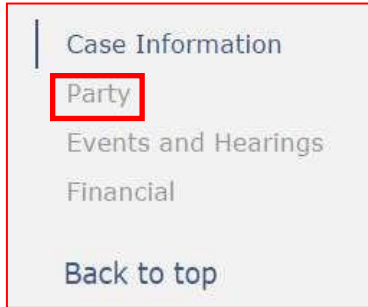 Case Information
Party
Events and Hearings
Financial
Back to top